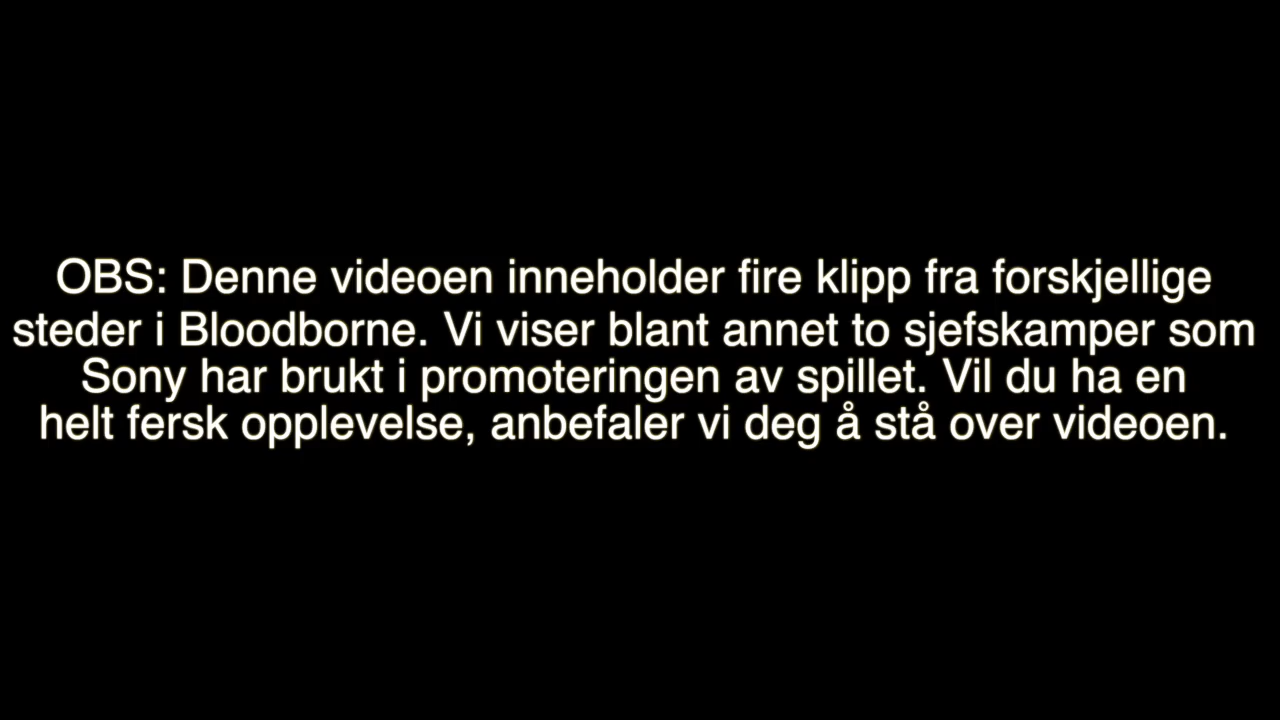 OBS: Denne videoen inneholder fire klipp fra forskjellige
steder i Bloodborne. Vi viser blant annet to sjefskamper som
Sony har brukt i promoteringen av spillet. Vil du ha en
helt fersk opplevelse, anbefaler vi deg å stå over videoen.